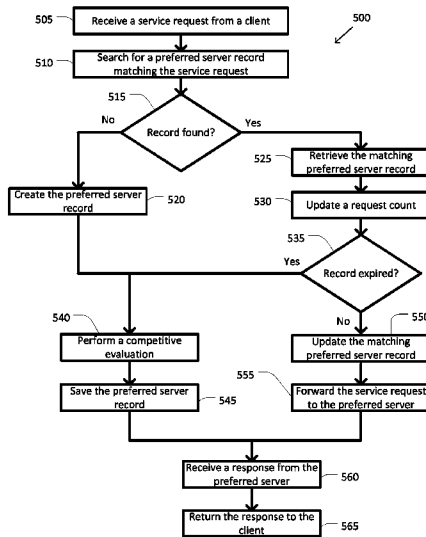 505
Receive a service request from a client
500
510
Search for a preferred server record
matching the service request
515
No
Record found?
Yes
525
Retrieve the matching
preferred server record
Create the preferred server
record
520
530
Update a request count
535
Yes
Record expired?
No
540
Perform a competitive
evaluation
550
Update the matching
preferred server record
Save the preferred server
record
545
555
Forward the service request
to the preferred server
Receive a response from the
preferred server
560
Return the response to the
client
565